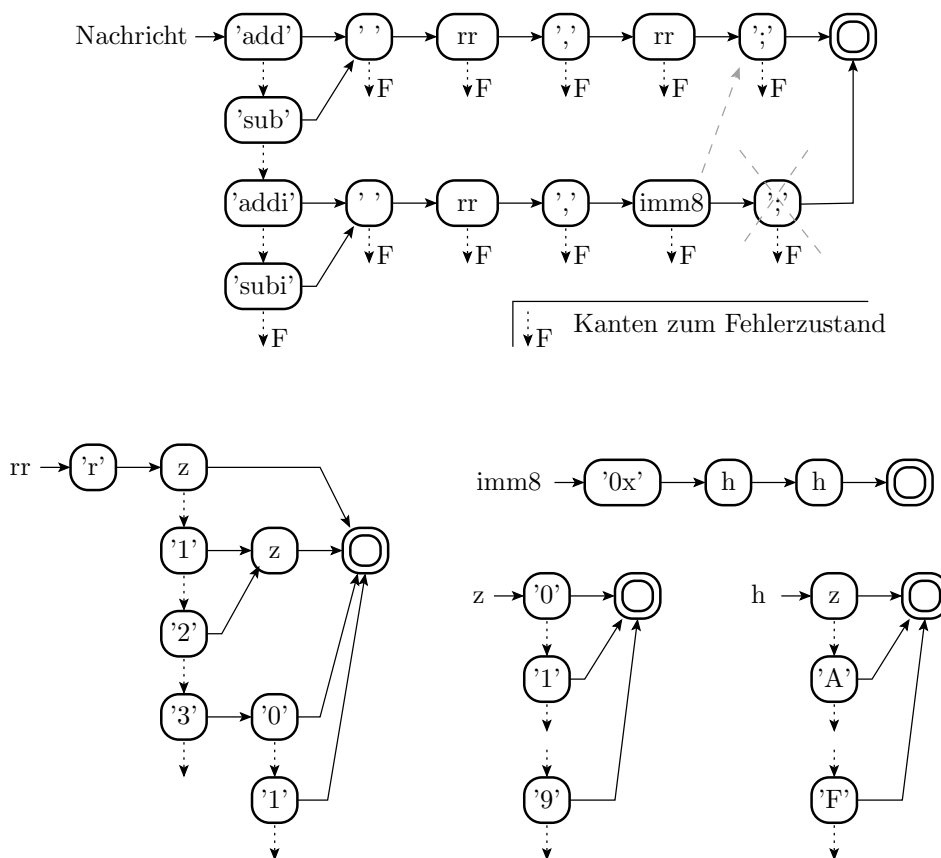 Nachricht 'add' ' ' rr ',' rr ';'
F F F F F
'sub'
'addi' ' ' rr ',' imm8 ';'
F F F F F
'subi'
F
F Kanten zum Fehlerzustand
rr 'r' z
'1' z
'2'
'3' '0'
'1'
imm8 '0x' h h
z '0'
'1'
'9'
h z
'A'
'F'